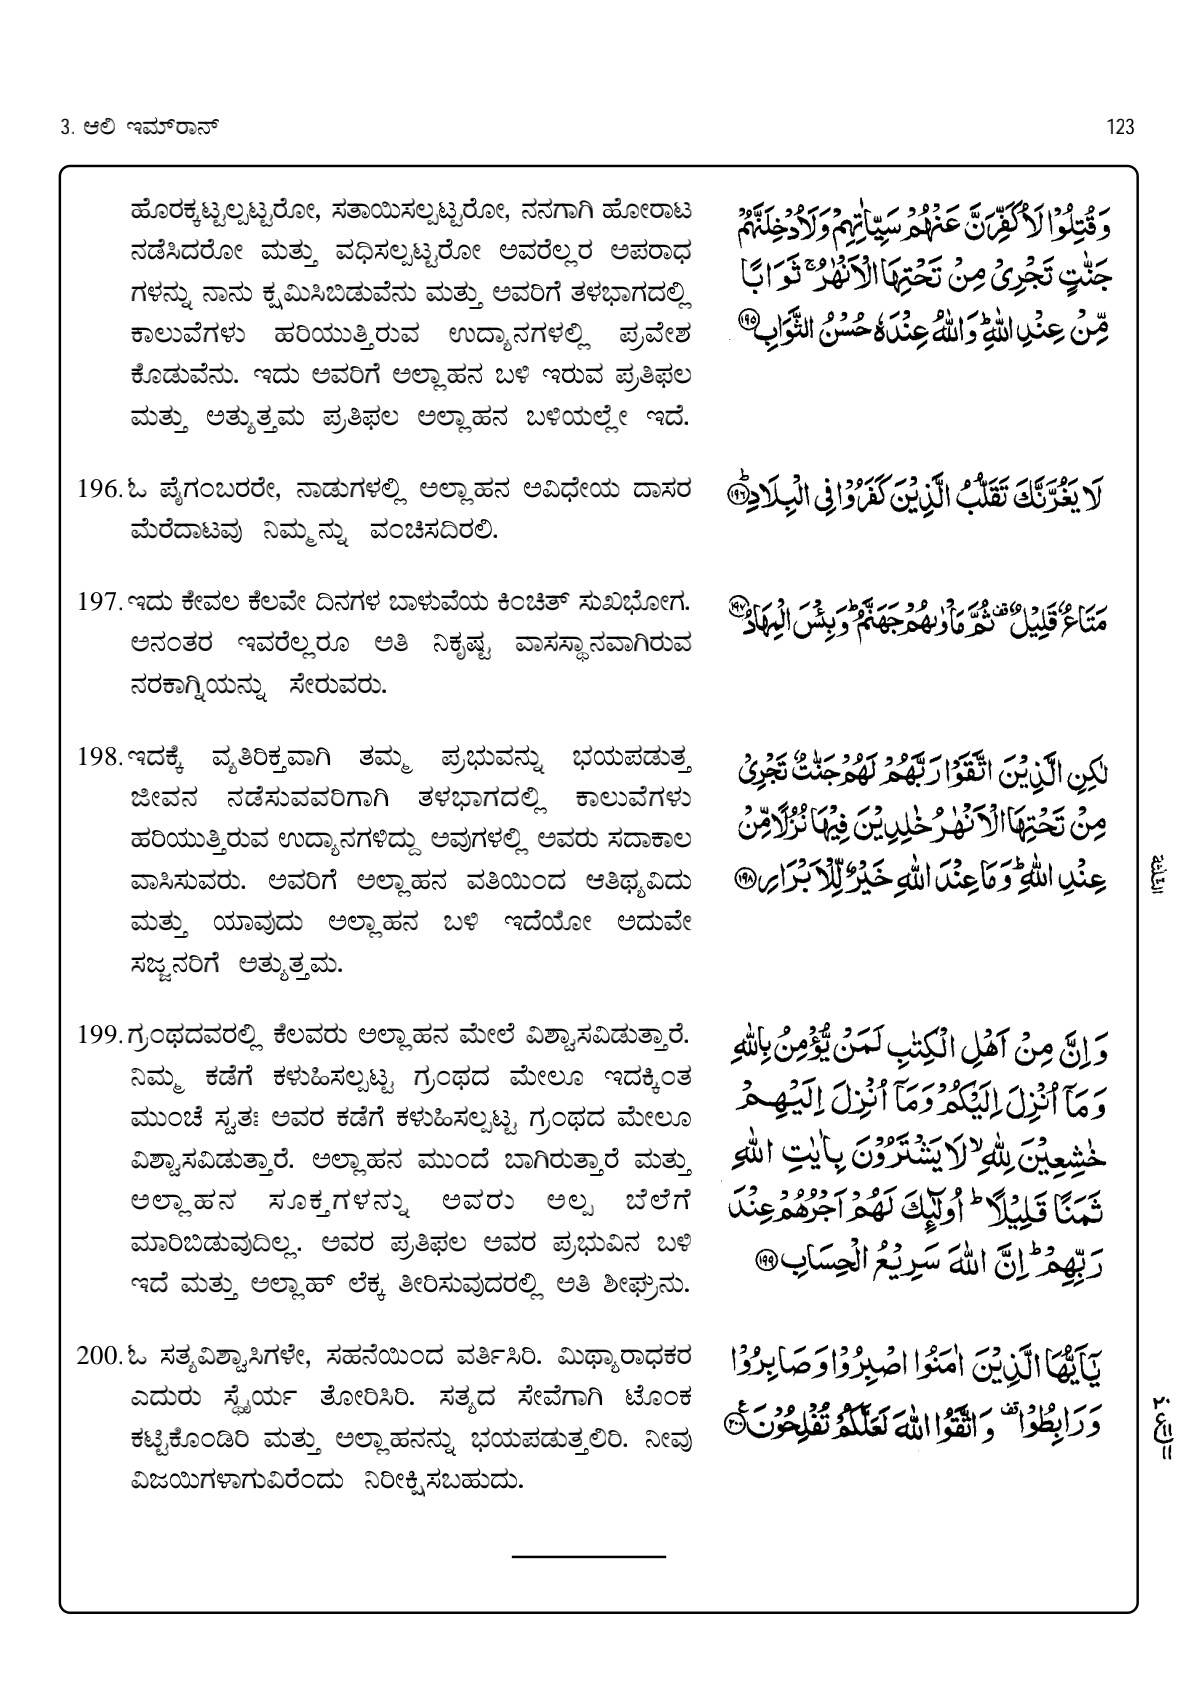 3. ಆಲಿ ಇಮ್‌ರಾನ್
123
ಹೊರಕ್ಕಟ್ಟಲ್ಪಟ್ಟರೋ, ಸತಾಯಿಸಲ್ಪಟ್ಟರೋ, ನನಗಾಗಿ ಹೋರಾಟ
ನಡೆಸಿದರೋ ಮತ್ತು ವಧಿಸಲ್ಪಟ್ಟರೋ ಅವರೆಲ್ಲರ ಅಪರಾಧ
ಗಳನ್ನು ನಾನು ಕ್ಷಮಿಸಿಬಿಡುವೆನು ಮತ್ತು ಅವರಿಗೆ ತಳಭಾಗದಲ್ಲಿ
ಕಾಲುವೆಗಳು ಹರಿಯುತ್ತಿರುವ ಉದ್ಯಾನಗಳಲ್ಲಿ ಪ್ರವೇಶ
ಕೊಡುವೆನು. ಇದು ಅವರಿಗೆ ಅಲ್ಲಾಹನ ಬಳಿ ಇರುವ ಪ್ರತಿಫಲ
ಮತ್ತು ಅತ್ಯುತ್ತಮ ಪ್ರತಿಫಲ ಅಲ್ಲಾಹನ ಬಳಿಯಲ್ಲೇ ಇದೆ.
وَقُتِلُوْا لَاُكَفِّرَنَّ عَنْهُمْ سَيِّاٰتِهِمْ وَلَاُدْخِلَنَّهُمْ
جَنّٰتٍ تَجْرِىْ مِنْ تَحْتِهَا الْاَنْهٰرُ ۚ ثَوَابًا
مِّنْ عِنْدِ اللّٰهِ ؕ وَاللّٰهُ عِنْدَهٗ حُسْنُ الثَّوَابِ ﴿۱۹۵﴾
196. ಓ ಪೈಗಂಬರರೇ, ನಾಡುಗಳಲ್ಲಿ ಅಲ್ಲಾಹನ ಅವಿಧೇಯ ದಾಸರ
ಮೆರೆದಾಟವು ನಿಮ್ಮನ್ನು ವಂಚಿಸದಿರಲಿ.
لَا يَغُرَّنَّكَ تَقَلُّبُ الَّذِيْنَ كَفَرُوْا فِى الْبِلَادِ ؕ ﴿۱۹۶﴾
197. ಇದು ಕೇವಲ ಕೆಲವೇ ದಿನಗಳ ಬಾಳುವೆಯ ಕಿಂಚಿತ್ ಸುಖಭೋಗ.
ಅನಂತರ ಇವರೆಲ್ಲರೂ ಅತಿ ನಿಕೃಷ್ಟ ವಾಸಸ್ಥಾನವಾಗಿರುವ
ನರಕಾಗ್ನಿಯನ್ನು ಸೇರುವರು.
مَتَاعٌ قَلِيْلٌ ۟ ثُمَّ مَاْوٰىهُمْ جَهَنَّمُ ؕ وَبِئْسَ الْمِهَادُ ﴿۱۹۷﴾
198. ಇದಕ್ಕೆ ವ್ಯತಿರಿಕ್ತವಾಗಿ ತಮ್ಮ ಪ್ರಭುವನ್ನು ಭಯಪಡುತ್ತ
ಜೀವನ ನಡೆಸುವವರಿಗಾಗಿ ತಳಭಾಗದಲ್ಲಿ ಕಾಲುವೆಗಳು
ಹರಿಯುತ್ತಿರುವ ಉದ್ಯಾನಗಳಿದ್ದು ಅವುಗಳಲ್ಲಿ ಅವರು ಸದಾಕಾಲ
ವಾಸಿಸುವರು. ಅವರಿಗೆ ಅಲ್ಲಾಹನ ವತಿಯಿಂದ ಆತಿಥ್ಯವಿದು
ಮತ್ತು ಯಾವುದು ಅಲ್ಲಾಹನ ಬಳಿ ಇದೆಯೋ ಅದುವೇ
ಸಜ್ಜನರಿಗೆ ಅತ್ಯುತ್ತಮ.
لٰكِنِ الَّذِيْنَ اتَّقَوْا رَبَّهُمْ لَهُمْ جَنّٰتٌ تَجْرِىْ
مِنْ تَحْتِهَا الْاَنْهٰرُ خٰلِدِيْنَ فِيْهَا نُزُلًا مِّنْ
عِنْدِ اللّٰهِ ؕ وَمَا عِنْدَ اللّٰهِ خَيْرٌ لِّلْاَبْرَارِ ﴿۱۹۸﴾
199. ಗ್ರಂಥದವರಲ್ಲಿ ಕೆಲವರು ಅಲ್ಲಾಹನ ಮೇಲೆ ವಿಶ್ವಾಸವಿಡುತ್ತಾರೆ.
ನಿಮ್ಮ ಕಡೆಗೆ ಕಳುಹಿಸಲ್ಪಟ್ಟ ಗ್ರಂಥದ ಮೇಲೂ ಇದಕ್ಕಿಂತ
ಮುಂಚೆ ಸ್ವತಃ ಅವರ ಕಡೆಗೆ ಕಳುಹಿಸಲ್ಪಟ್ಟ ಗ್ರಂಥದ ಮೇಲೂ
ವಿಶ್ವಾಸವಿಡುತ್ತಾರೆ. ಅಲ್ಲಾಹನ ಮುಂದೆ ಬಾಗಿರುತ್ತಾರೆ ಮತ್ತು
ಅಲ್ಲಾಹನ ಸೂಕ್ತಗಳನ್ನು ಅವರು ಅಲ್ಪ ಬೆಲೆಗೆ
ಮಾರಿಬಿಡುವುದಿಲ್ಲ. ಅವರ ಪ್ರತಿಫಲ ಅವರ ಪ್ರಭುವಿನ ಬಳಿ
ಇದೆ ಮತ್ತು ಅಲ್ಲಾಹ್ ಲೆಕ್ಕ ತೀರಿಸುವುದರಲ್ಲಿ ಅತಿ ಶೀಘ್ರನು.
وَاِنَّ مِنْ اَهْلِ الْكِتٰبِ لَمَنْ يُّؤْمِنُ بِاللّٰهِ
وَمَاۤ اُنْزِلَ اِلَيْكُمْ وَمَاۤ اُنْزِلَ اِلَيْهِمْ
خٰشِعِيْنَ لِلّٰهِ ۙ لَا يَشْتَرُوْنَ بِاٰيٰتِ اللّٰهِ
ثَمَنًا قَلِيْلًا ؕ اُولٰٓئِكَ لَهُمْ اَجْرُهُمْ عِنْدَ
رَبِّهِمْ ؕ اِنَّ اللّٰهَ سَرِيْعُ الْحِسَابِ ﴿۱۹۹﴾
200. ಓ ಸತ್ಯವಿಶ್ವಾಸಿಗಳೇ, ಸಹನೆಯಿಂದ ವರ್ತಿಸಿರಿ. ಮಿಥ್ಯಾರಾಧಕರ
ಎದುರು ಸ್ಥೈರ್ಯ ತೋರಿಸಿರಿ. ಸತ್ಯದ ಸೇವೆಗಾಗಿ ಟೊಂಕ
ಕಟ್ಟಿಕೊಂಡಿರಿ ಮತ್ತು ಅಲ್ಲಾಹನನ್ನು ಭಯಪಡುತ್ತಲಿರಿ. ನೀವು
ವಿಜಯಿಗಳಾಗುವಿರೆಂದು ನಿರೀಕ್ಷಿಸಬಹುದು.
يٰۤاَيُّهَا الَّذِيْنَ اٰمَنُوا اصْبِرُوْا وَصَابِرُوْا
وَرَابِطُوْا ۟ وَاتَّقُوا اللّٰهَ لَعَلَّكُمْ تُفْلِحُوْنَ ﴿۲۰۰﴾